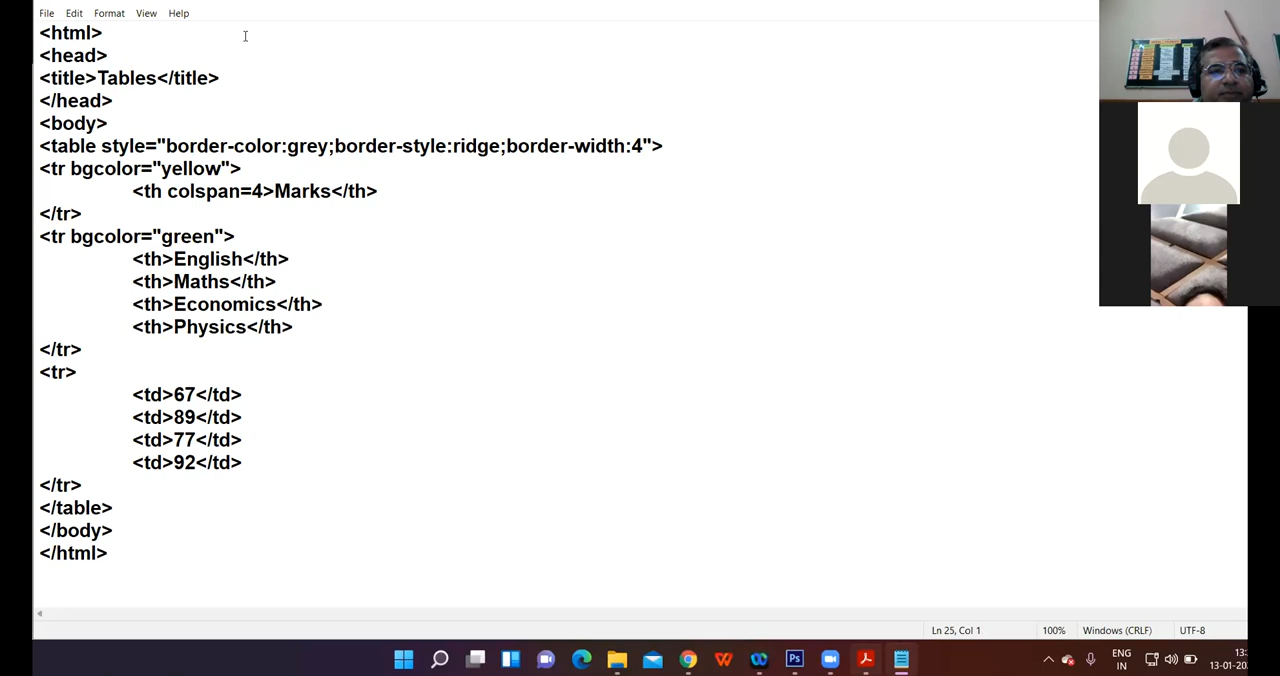 File Edit Format View Help
<html>
<head>
<title>Tables</title>
</head>
<body>
<table style="border-color:grey;border-style:ridge;border-width:4">
<tr bgcolor="yellow">
<th colspan=4>Marks</th>
</tr>
<tr bgcolor="green">
<th>English</th>
<th>Maths</th>
<th>Economics</th>
<th>Physics</th>
</tr>
<tr>
<td>67</td>
<td>89</td>
<td>77</td>
<td>92</td>
</tr>
</table>
</body>
</html>
Ln 25, Col 1 100% Windows (CRLF) UTF-8
Ps
ENG
IN
13:
13-01-20